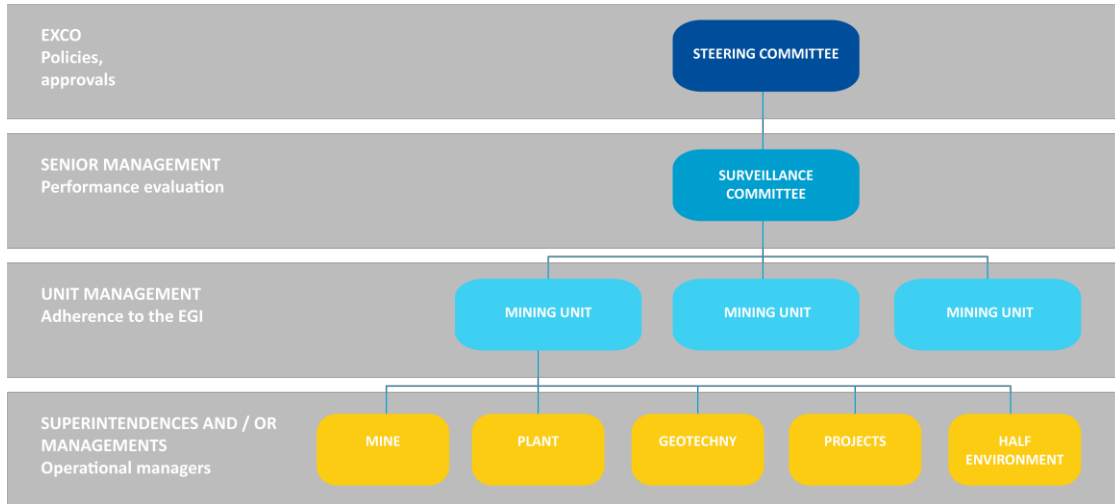 EXCO
Policies,
approvals
STEERING COMMITTEE
SENIOR MANAGEMENT
Performance evaluation
SURVEILLANCE
COMMITTEE
UNIT MANAGEMENT
Adherence to the EGI
MINING UNIT
MINING UNIT
MINING UNIT
SUPERINTENDENCES AND / OR
MANAGEMENTS
Operational managers
MINE
PLANT
GEOTECHNY
PROJECTS
HALF
ENVIRONMENT